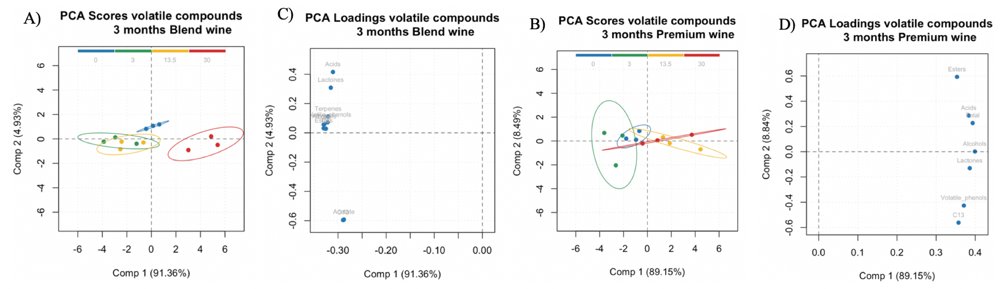 A)
PCA Scores volatile compounds
3 months Blend wine
0 3 13.5 30
6
4
2
0
-2
-4
-6
Comp 2 (4.93%)
-6 -4 -2 0 2 4 6
Comp 1 (91.36%)
C)
PCA Loadings volatile compounds
3 months Blend wine
Acids
Lactones
Terpenes
0.4
0.2
0.0
-0.2
-0.4
-0.6
Comp 2 (4.93%)
-0.30 -0.20 -0.10 0.00
Comp 1 (91.36%)
B)
PCA Scores volatile compounds
3 months Premium wine
0 3 13.5 30
6
4
2
0
-2
-4
-6
Comp 2 (8.49%)
-6 -4 -2 0 2 4 6
Comp 1 (89.15%)
D)
PCA Loadings volatile compounds
3 months Premium wine
Esters
Acids
Alcohols
Lactones
Volatile_phenols
C13
0.6
0.4
0.2
0.0
-0.2
-0.4
-0.6
Comp 2 (8.84%)
0.0 0.1 0.2 0.3 0.4
Comp 1 (89.15%)